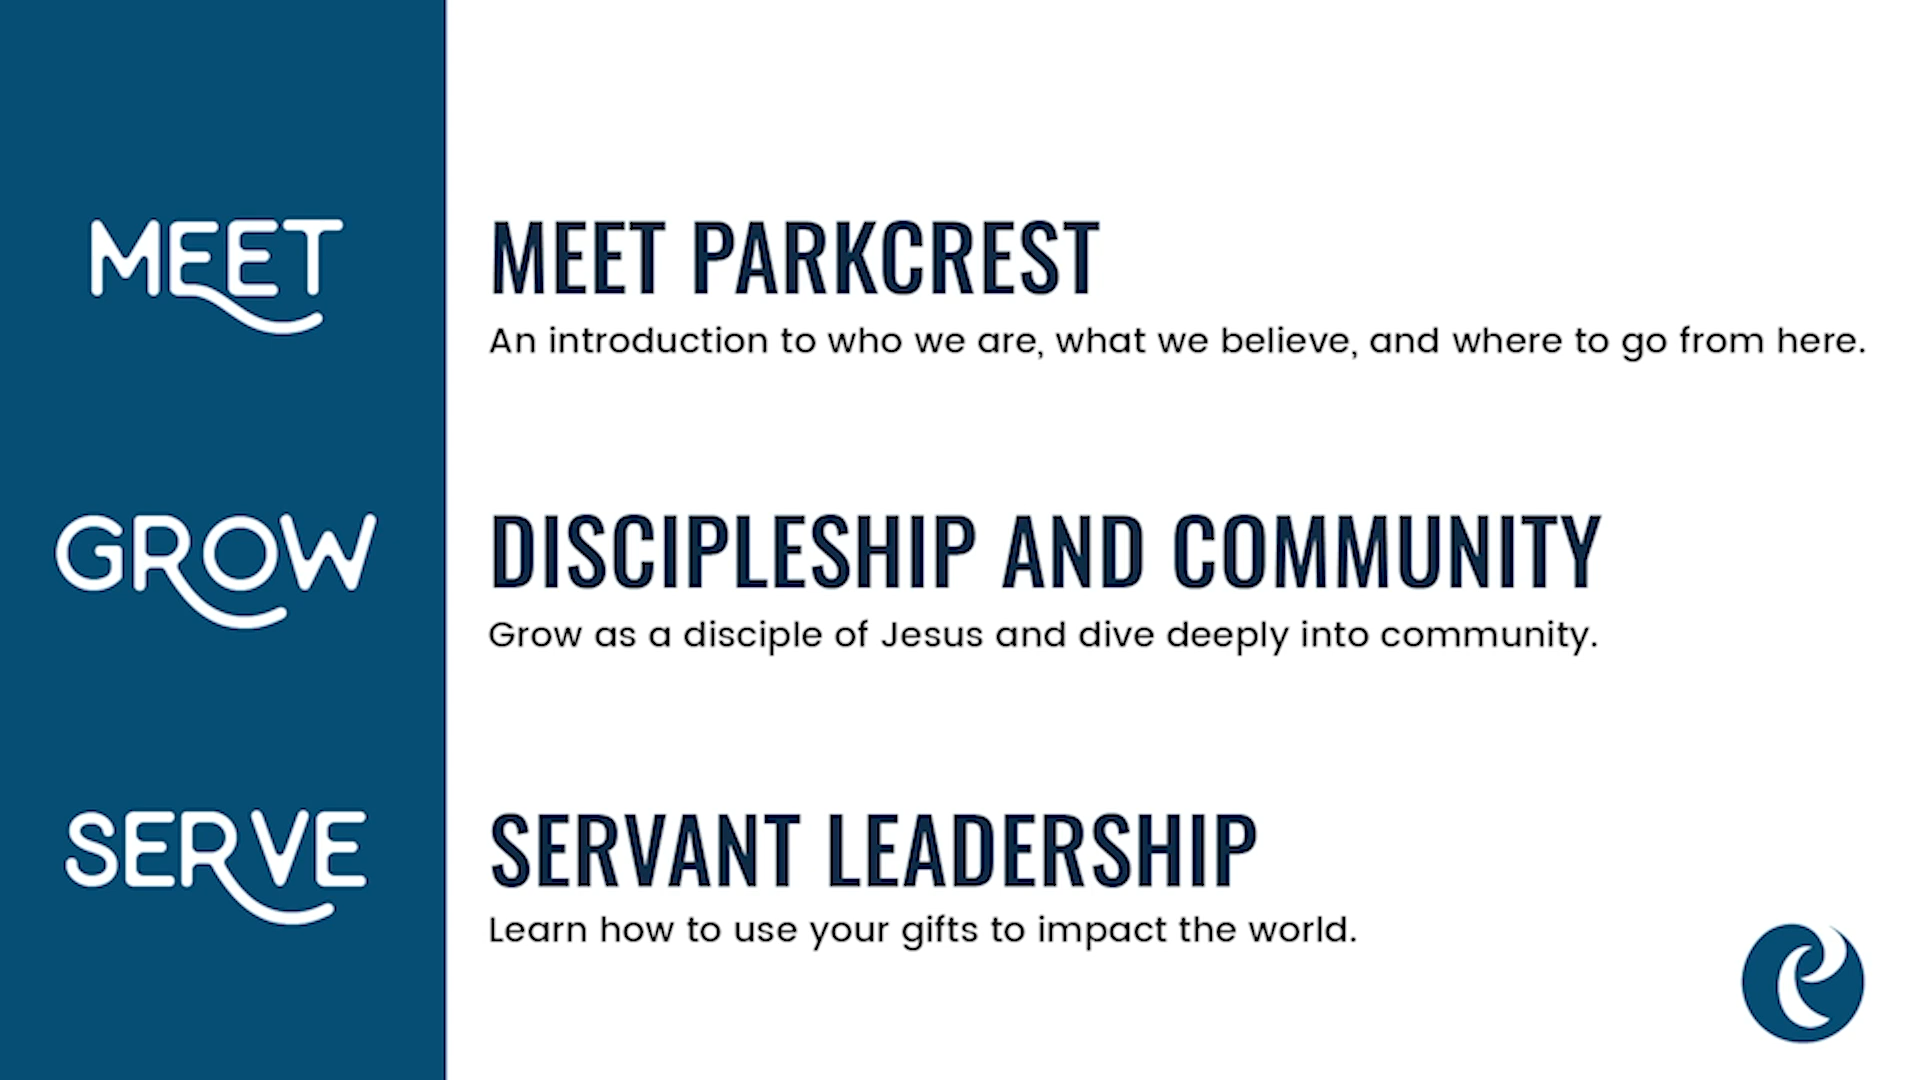 MEET
MEET PARKCREST
An introduction to who we are, what we believe, and where to go from here.
GROW
DISCIPLESHIP AND COMMUNITY
Grow as a disciple of Jesus and dive deeply into community.
SERVE
SERVANT LEADERSHIP
Learn how to use your gifts to impact the world.